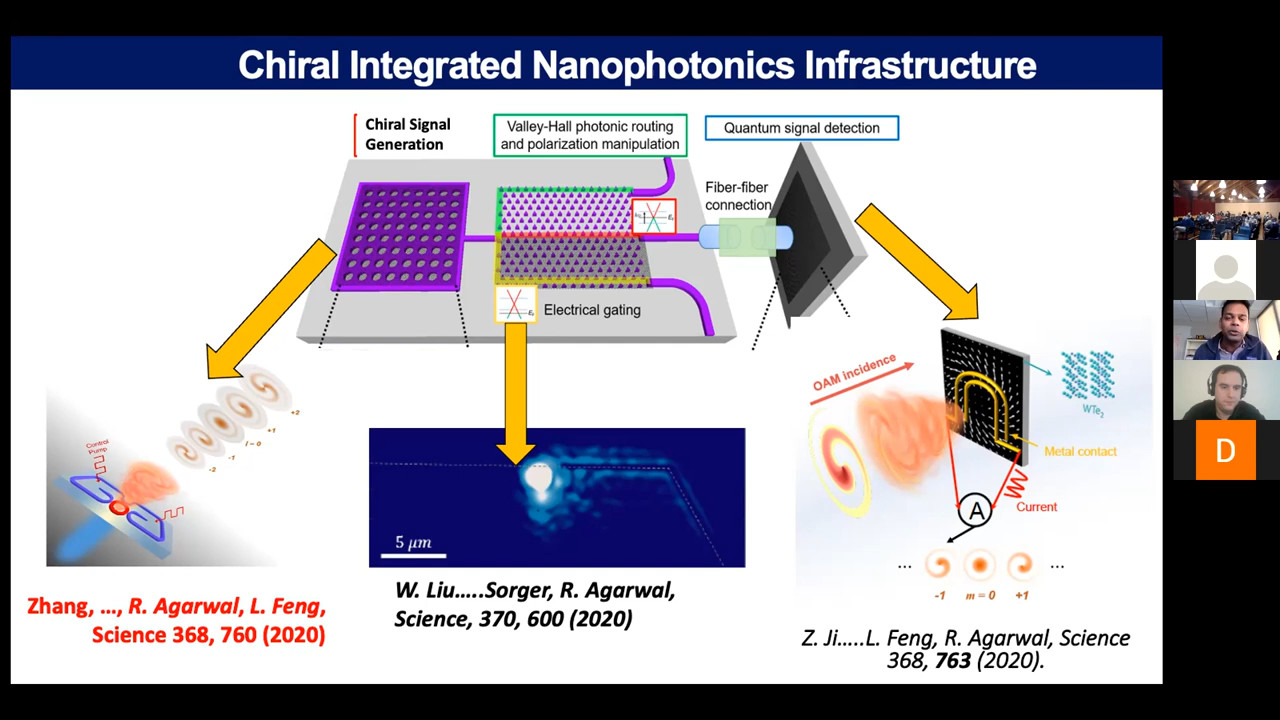 Chiral Integrated Nanophotonics Infrastructure
Chiral Signal
Generation
Valley-Hall photonic routing
and polarization manipulation
Quantum signal detection
Fiber-fiber
connection
Electrical gating
Control
Pump
-2
-1
l = 0
+1
+2
5 μm
OAM incidence
WTe2
Metal contact
A
Current
... ...
-1 m = 0 +1
Zhang, …, R. Agarwal, L. Feng,
Science 368, 760 (2020)
W. Liu…..Sorger, R. Agarwal,
Science, 370, 600 (2020)
Z. Ji…..L. Feng, R. Agarwal, Science
368, 763 (2020).
D